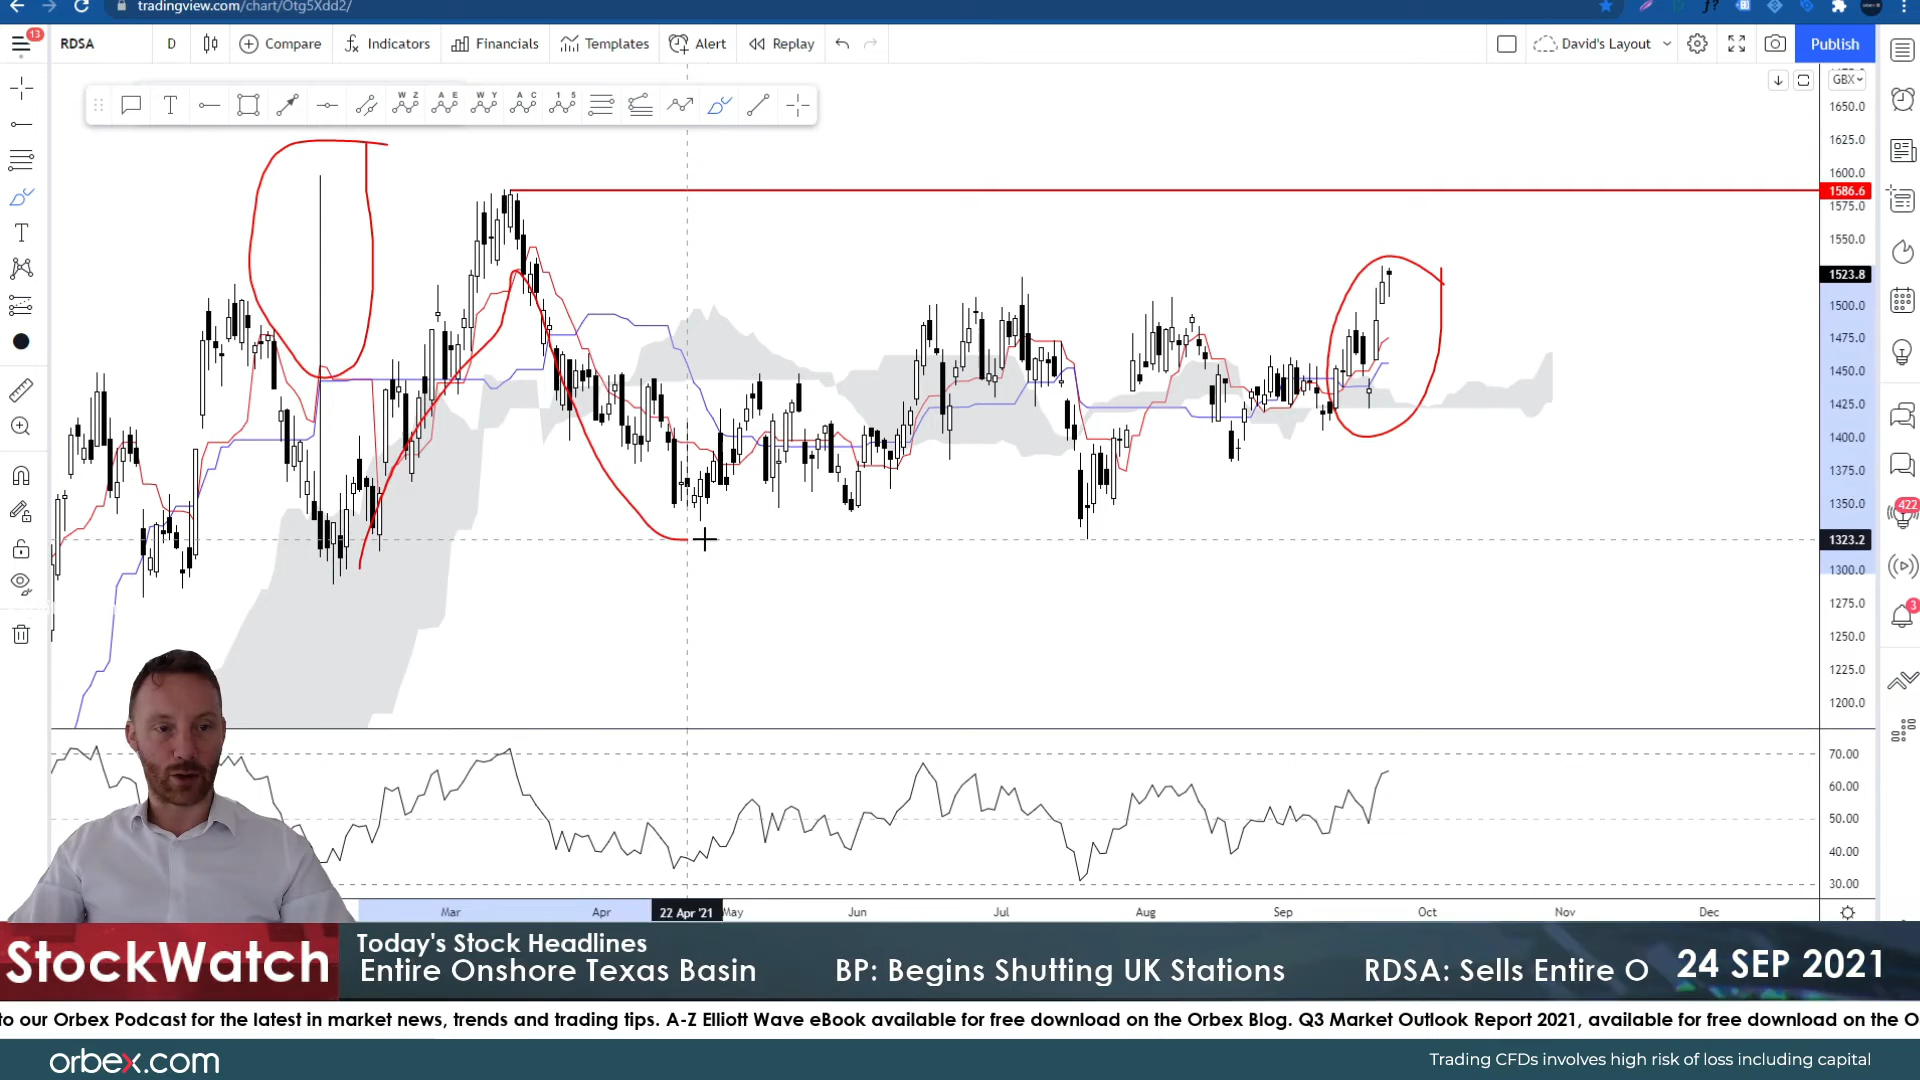 tradingview.com/chart/Otg5Xdd2/
13
RDSA
D
Compare
Indicators
Financials
Templates
Alert
Replay
David's Layout
Publish
W Z
A E
W Y
A C
1 5
GBX
1650.0
1625.0
1600.0
1586.6
1575.0
1550.0
1523.8
1500.0
1475.0
1450.0
1425.0
1400.0
1375.0
1350.0
1323.2
1300.0
1275.0
1250.0
1225.0
1200.0
422
3
70.00
60.00
50.00
40.00
30.00
Mar
Apr
22 Apr '21
May
Jun
Jul
Aug
Sep
Oct
Nov
Dec
StockWatch
Today's Stock Headlines
Entire Onshore Texas Basin
BP: Begins Shutting UK Stations
RDSA: Sells Entire O
24 SEP 2021
to our Orbex Podcast for the latest in market news, trends and trading tips. A-Z Elliott Wave eBook available for free download on the Orbex Blog. Q3 Market Outlook Report 2021, available for free download on the O
orbex.com
Trading CFDs involves high risk of loss including capital